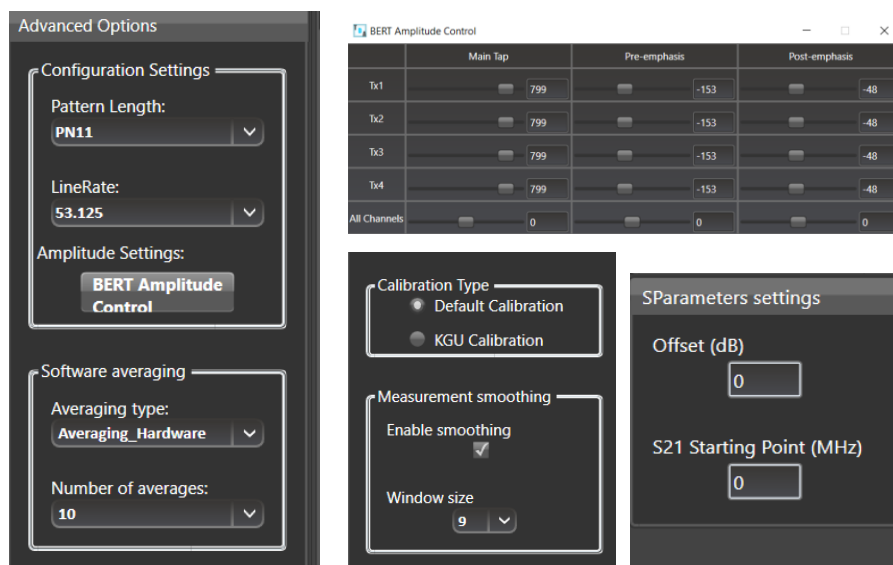 Advanced Options
Configuration Settings
Pattern Length:
PN11
LineRate:
53.125
Amplitude Settings:
BERT Amplitude
Control
Software averaging
Averaging type:
Averaging_Hardware
Number of averages:
10
BERT Amplitude Control
Main Tap Pre-emphasis Post-emphasis
Tx1 799 -153 -48
Tx2 799 -153 -48
Tx3 799 -153 -48
Tx4 799 -153 -48
All Channels 0 0 0
Calibration Type
Default Calibration
KGU Calibration
Measurement smoothing
Enable smoothing
Window size
9
SParameters settings
Offset (dB)
0
S21 Starting Point (MHz)
0